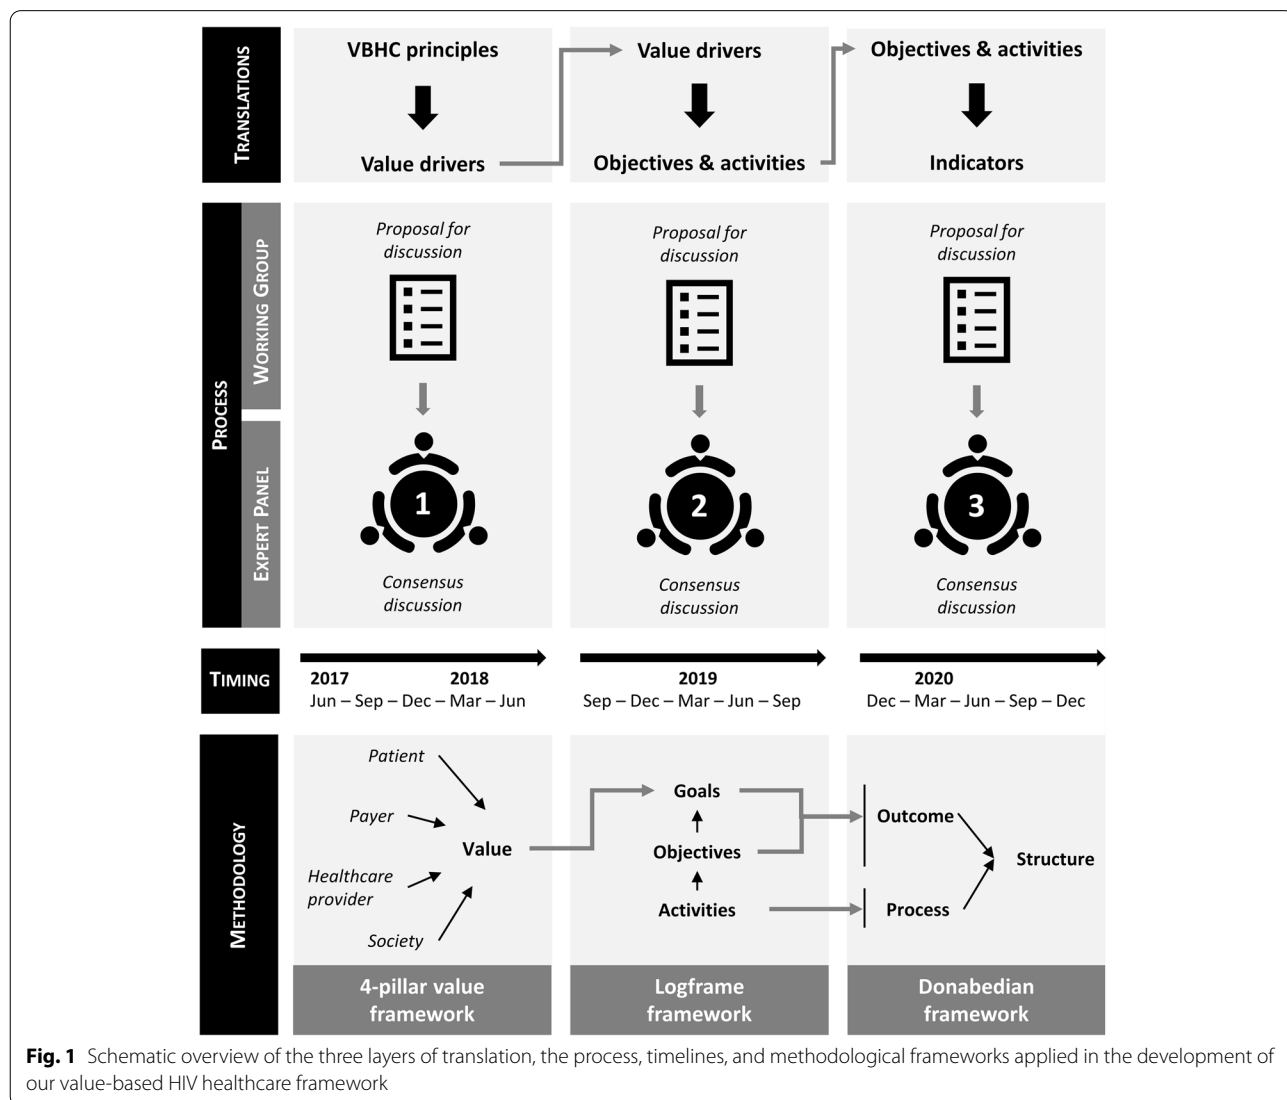 TRANSLATIONS
VBHC principles
Value drivers
Value drivers
Objectives & activities
Objectives & activities
Indicators
PROCESS
WORKING GROUP
EXPERT PANEL
Proposal for
discussion
1
Consensus
discussion
Proposal for
discussion
2
Consensus
discussion
Proposal for
discussion
3
Consensus
discussion
TIMING
2017 2018
Jun – Sep – Dec – Mar – Jun
2019
Sep – Dec – Mar – Jun – Sep
2020
Dec – Mar – Jun – Sep – Dec
METHODOLOGY
Patient
Payer
Value
Healthcare
provider
Society
4-pillar value
framework
Goals
Objectives
Activities
Logframe
framework
Outcome
Structure
Process
Donabedian
framework
Fig. 1 Schematic overview of the three layers of translation, the process, timelines, and methodological frameworks applied in the development of
our value-based HIV healthcare framework